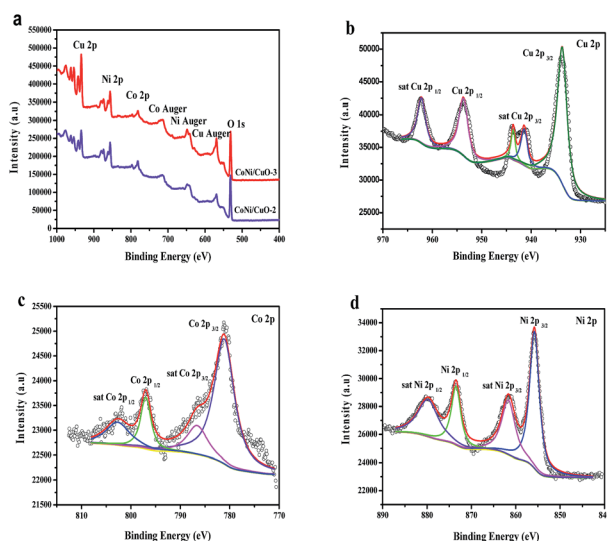 a
Cu 2p
Ni 2p
Co 2p
Co Auger
Ni Auger
Cu Auger
O 1s
CoNi/CuO-3
CoNi/CuO-2
550000
500000
450000
400000
350000
300000
250000
200000
150000
100000
50000
0
1000 900 800 700 600 500 400
Binding Energy (eV)
Intensity (a.u)
b
Cu 2p
Cu 2p3/2
sat Cu 2p1/2
Cu 2p1/2
sat Cu 2p3/2
50000
45000
40000
35000
30000
25000
970 960 950 940 930
Binding Energy (eV)
Intensity (a.u)
c
Co 2p
Co 2p3/2
sat Co 2p3/2
Co 2p1/2
sat Co 2p1/2
25500
25000
24500
24000
23500
23000
22500
22000
21500
810 800 790 780 770
Binding Energy (eV)
Intensity (a.u)
d
Ni 2p
Ni 2p3/2
Ni 2p1/2
sat Ni 2p1/2
sat Ni 2p3/2
34000
32000
30000
28000
26000
24000
22000
890 880 870 860 850 84
Binding Energy (eV)
Intensity (a.u)